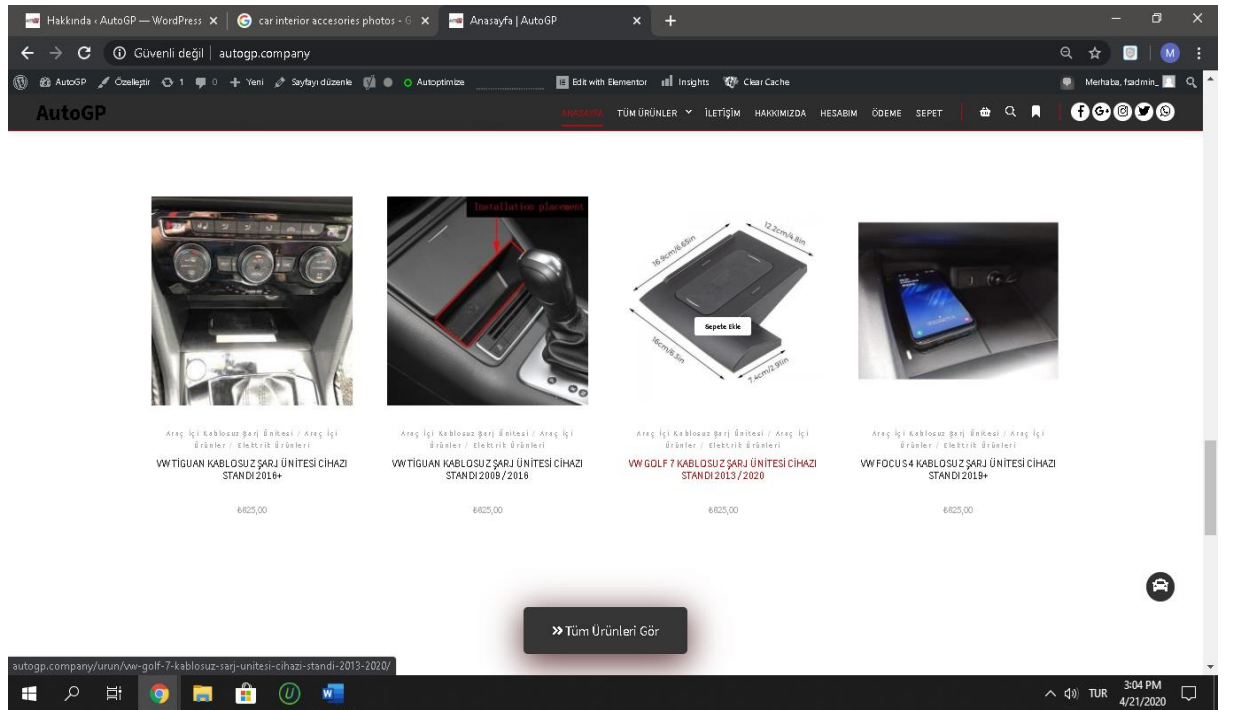 Hakkında ‹ AutoGP — WordPress
car interior accesories photos - G
Anasayfa | AutoGP
Güvenli değil | autogp.company
M
AutoGP Özelleştir 1 0 Yeni Sayfayı düzenle Autoptimize Edit with Elementor Insights Clear Cache Merhaba, fsadmin_
AutoGP
ANASAYFA TÜM ÜRÜNLER İLETİŞİM HAKKIMIZDA HESABIM ÖDEME SEPET
Installation placement
MENU
16.9cm/6.65in
12.2cm/4.8in
Sepete Ekle
16cm/6.3in
7.4cm/2.91in
Araç İçi Kablosuz Şarj Ünitesi / Araç İçi
Ürünler / Elektrik Ürünleri
VW TİGUAN KABLOSUZ ŞARJ ÜNİTESİ CİHAZI
STANDI 2016+
₺625,00
Araç İçi Kablosuz Şarj Ünitesi / Araç İçi
Ürünler / Elektrik Ürünleri
VW TİGUAN KABLOSUZ ŞARJ ÜNİTESİ CİHAZI
STANDI 2009 / 2016
₺625,00
Araç İçi Kablosuz Şarj Ünitesi / Araç İçi
Ürünler / Elektrik Ürünleri
VW GOLF 7 KABLOSUZ ŞARJ ÜNİTESİ CİHAZI
STANDI 2013 / 2020
₺625,00
Araç İçi Kablosuz Şarj Ünitesi / Araç İçi
Ürünler / Elektrik Ürünleri
VW FOCUS 4 KABLOSUZ ŞARJ ÜNİTESİ CİHAZI
STANDI 2019+
₺625,00
Tüm Ürünleri Gör
autogp.company/urun/vw-golf-7-kablosuz-sarj-unitesi-cihazi-standi-2013-2020/
TUR
3:04 PM
4/21/2020